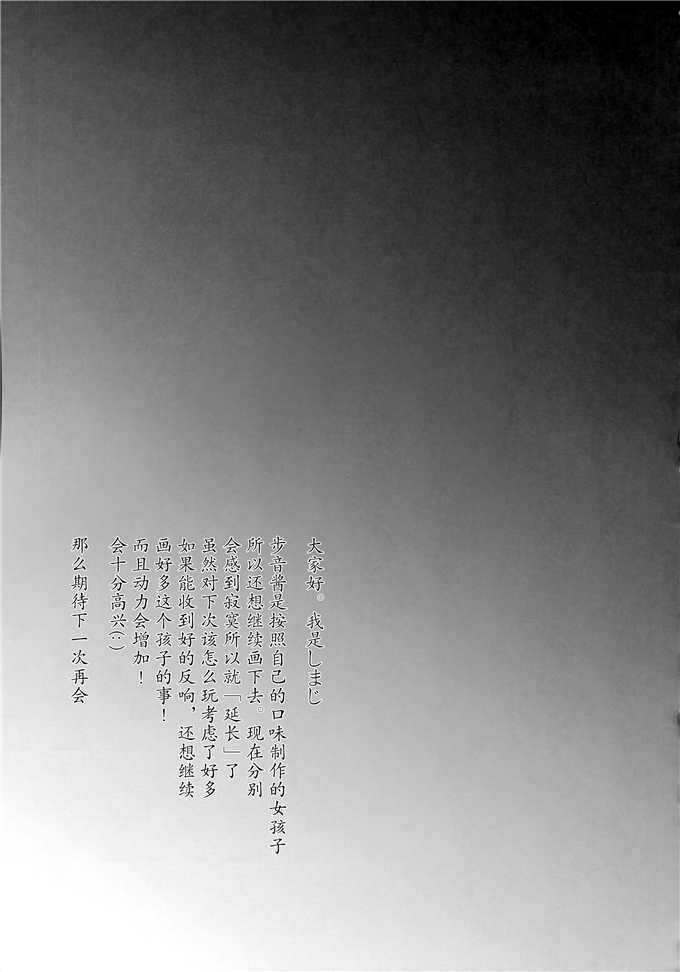 大家好。我是しまじ
步音酱是按照自己的口味制作的女孩子
所以还想继续画下去。现在分别
会感到寂寞所以就「延长」了
虽然对下次该怎么玩考虑了好多
如果能收到好的反响，还想继续
画好多这个孩子的事！
而且动力会增加！
会十分高兴(:)
那么期待下一次再会